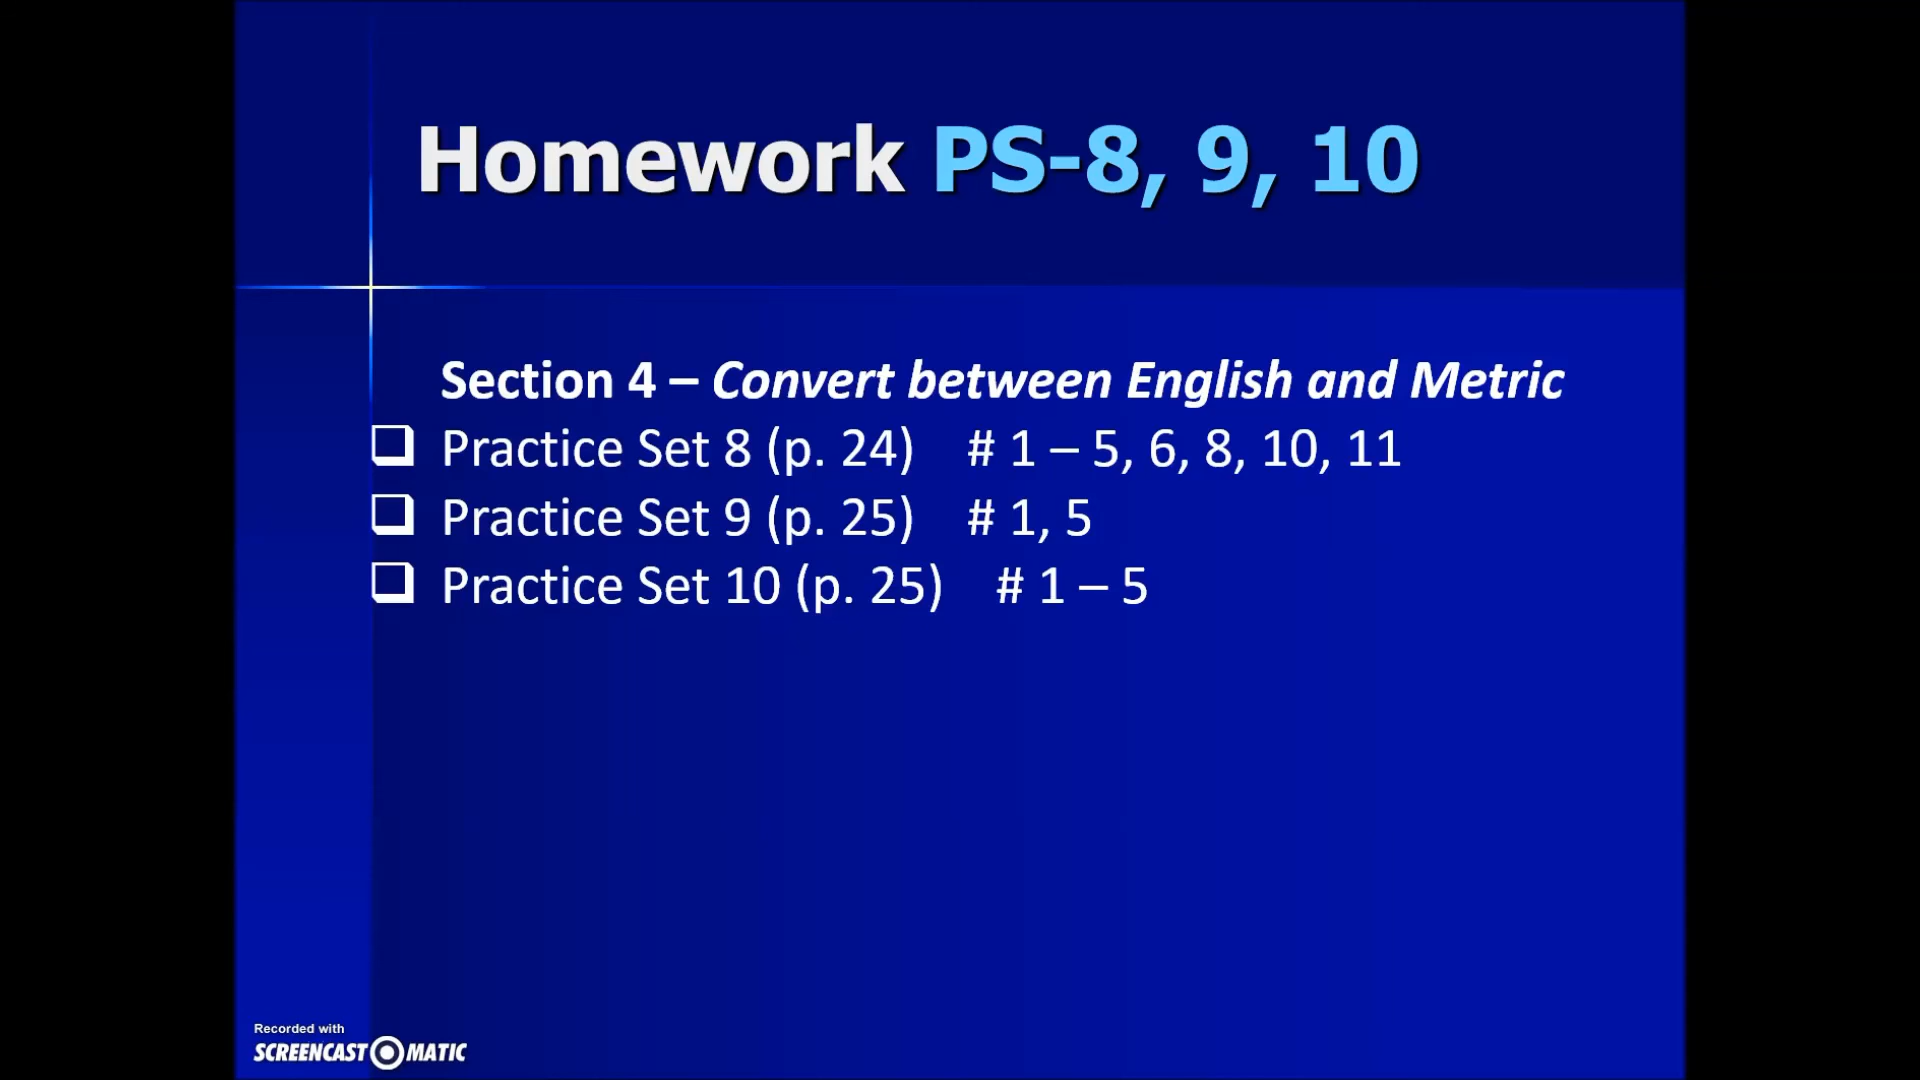 Homework PS-8, 9, 10
Section 4 – Convert between English and Metric
Practice Set 8 (p. 24) # 1 – 5, 6, 8, 10, 11
Practice Set 9 (p. 25) # 1, 5
Practice Set 10 (p. 25) # 1 – 5
Recorded with
SCREENCAST MATIC